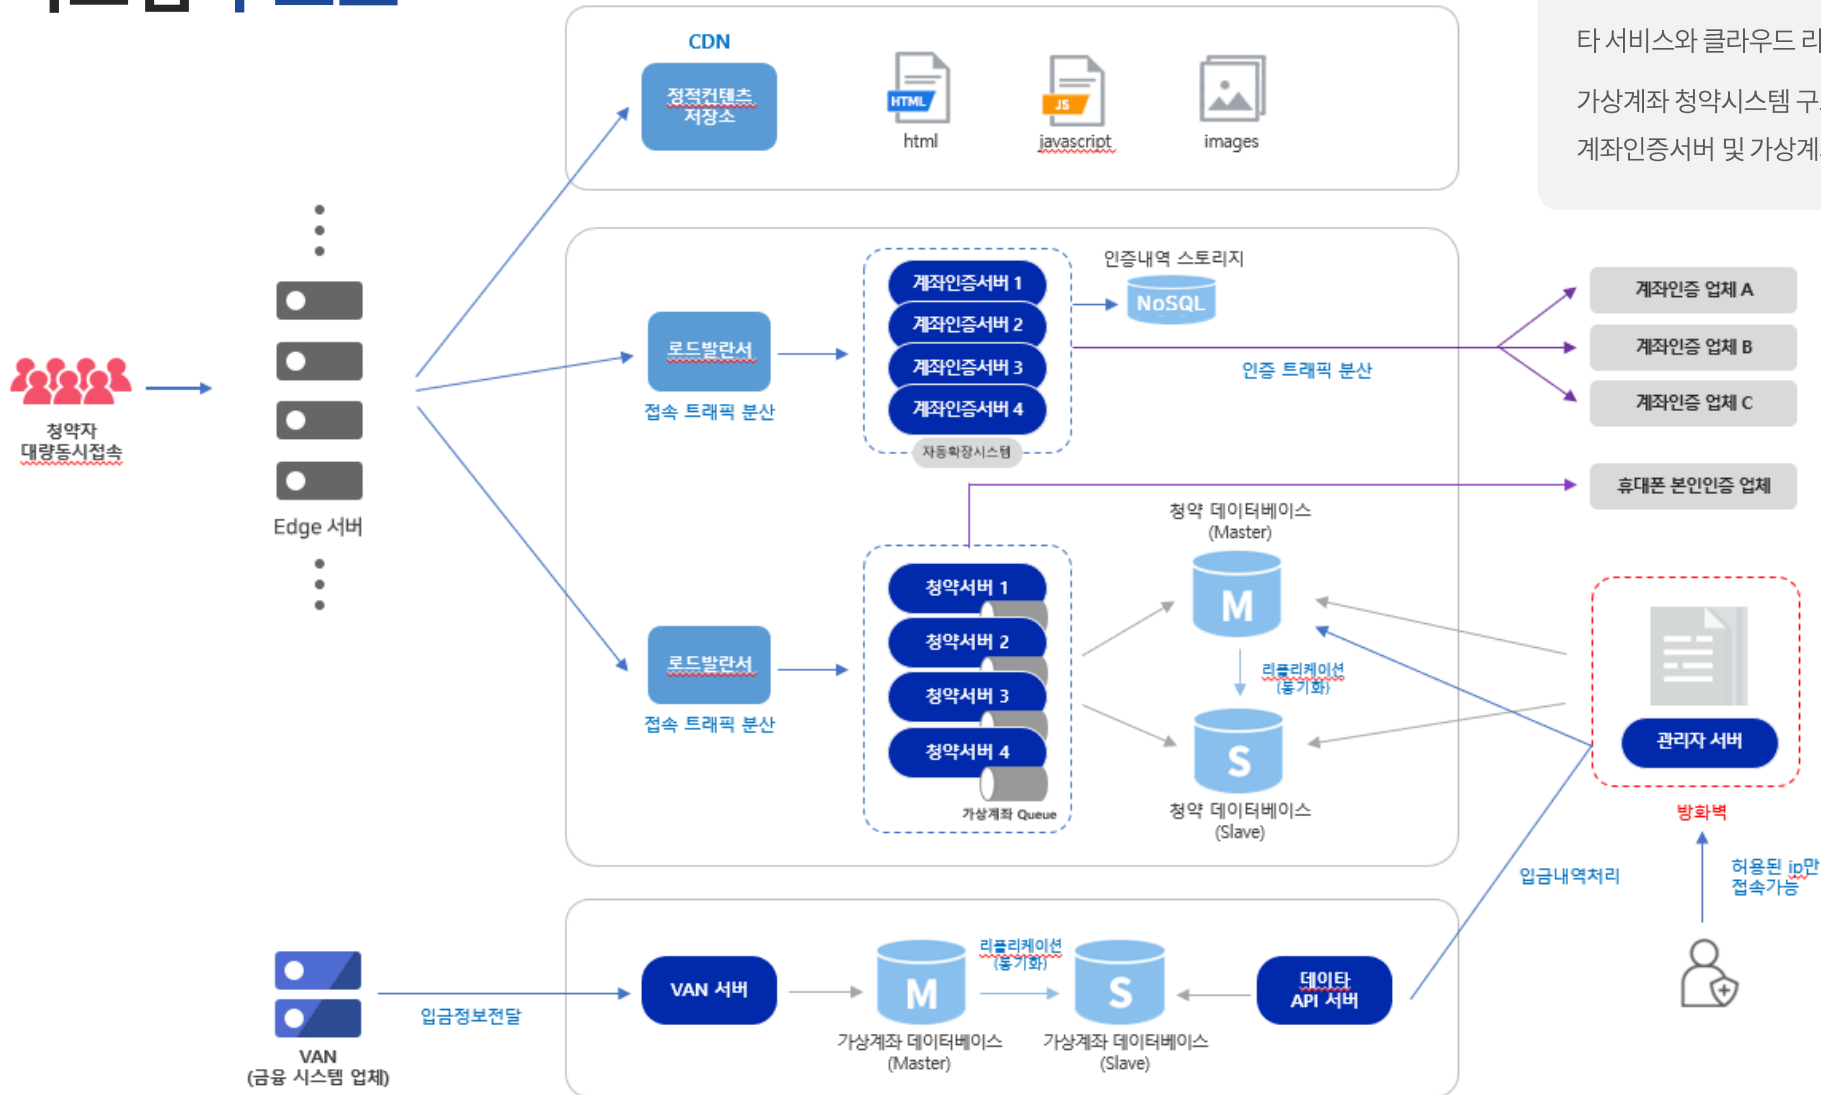 타 서비스와 클라우드 리
가상계좌 청약시스템 구
계좌인증서버 및 가상계
CDN
정적컨텐츠
저장소
HTML
html
JS
javascript
images
청약자
대량동시접속
Edge 서버
로드발란서
접속 트래픽 분산
계좌인증서버 1
계좌인증서버 2
계좌인증서버 3
계좌인증서버 4
자동확장시스템
인증내역 스토리지
NoSQL
인증 트래픽 분산
계좌인증 업체 A
계좌인증 업체 B
계좌인증 업체 C
휴대폰 본인인증 업체
로드발란서
접속 트래픽 분산
청약서버 1
청약서버 2
청약서버 3
청약서버 4
가상계좌 Queue
청약 데이터베이스
(Master)
M
리플리케이션
(동기화)
S
청약 데이터베이스
(Slave)
관리자 서버
방화벽
허용된 ip만
접속가능
입금내역처리
VAN
(금융 시스템 업체)
입금정보전달
VAN 서버
M
가상계좌 데이터베이스
(Master)
리플리케이션
(동기화)
S
가상계좌 데이터베이스
(Slave)
데이타
API 서버